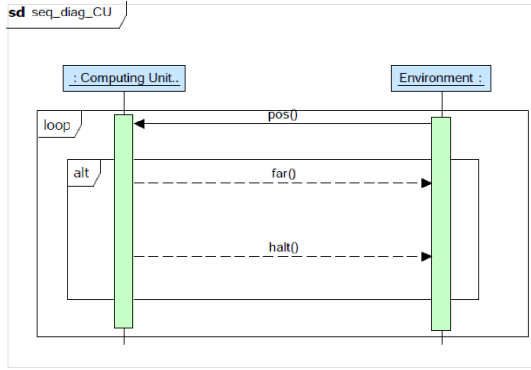 sd seq_diag_CU
: Computing Unit..
Environment :
loop
pos()
alt
far()
halt()